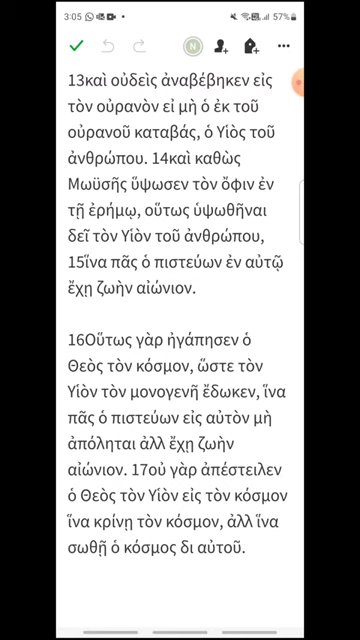 3:05
57%
N
13καὶ οὐδεὶς ἀναβέβηκεν εἰς
τὸν οὐρανὸν εἰ μὴ ὁ ἐκ τοῦ
οὐρανοῦ καταβάς, ὁ Υἱὸς τοῦ
ἀνθρώπου. 14καὶ καθὼς
Μωϋσῆς ὕψωσεν τὸν ὄφιν ἐν
τῇ ἐρήμῳ, οὕτως ὑψωθῆναι
δεῖ τὸν Υἱὸν τοῦ ἀνθρώπου,
15ἵνα πᾶς ὁ πιστεύων ἐν αὐτῷ
ἔχῃ ζωὴν αἰώνιον.
16Οὕτως γὰρ ἠγάπησεν ὁ
Θεὸς τὸν κόσμον, ὥστε τὸν
Υἱὸν τὸν μονογενῆ ἔδωκεν, ἵνα
πᾶς ὁ πιστεύων εἰς αὐτὸν μὴ
ἀπόληται ἀλλ ἔχῃ ζωὴν
αἰώνιον. 17οὐ γὰρ ἀπέστειλεν
ὁ Θεὸς τὸν Υἱὸν εἰς τὸν κόσμον
ἵνα κρίνῃ τὸν κόσμον, ἀλλ ἵνα
σωθῇ ὁ κόσμος δι αὐτοῦ.